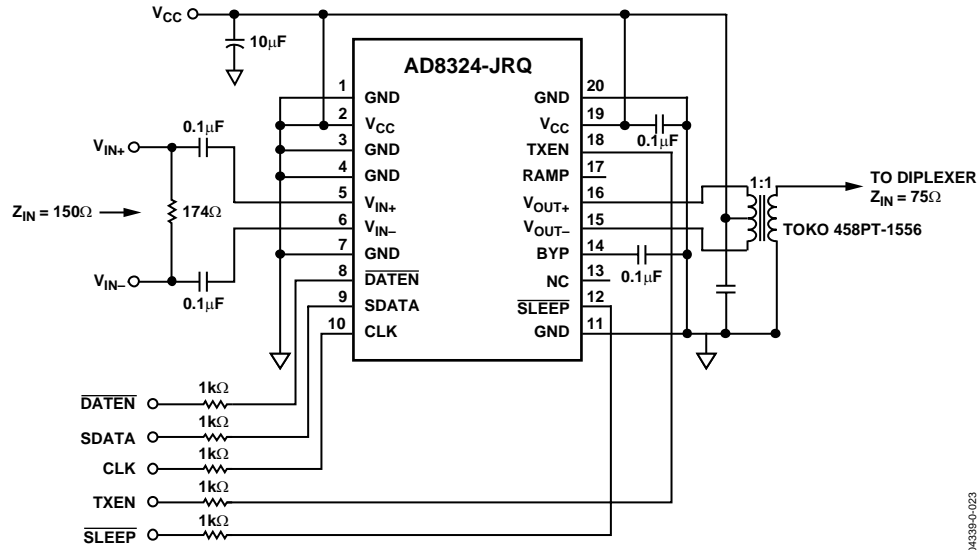 VCC
10µF
AD8324-JRQ
1 GND
2 VCC
3 GND
4 GND
5 VIN+
6 VIN–
7 GND
8 DATEN
9 SDATA
10 CLK
GND 20
VCC 19
TXEN 18
RAMP 17
VOUT+ 16
VOUT– 15
BYP 14
NC 13
SLEEP 12
GND 11
0.1µF
VIN+
ZIN = 150Ω
174Ω
VIN–
0.1µF
0.1µF
0.1µF
1:1
TO DIPLEXER
ZIN = 75Ω
TOKO 458PT-1556
DATEN 1kΩ
SDATA 1kΩ
CLK 1kΩ
TXEN 1kΩ
SLEEP 1kΩ
04339-0-023